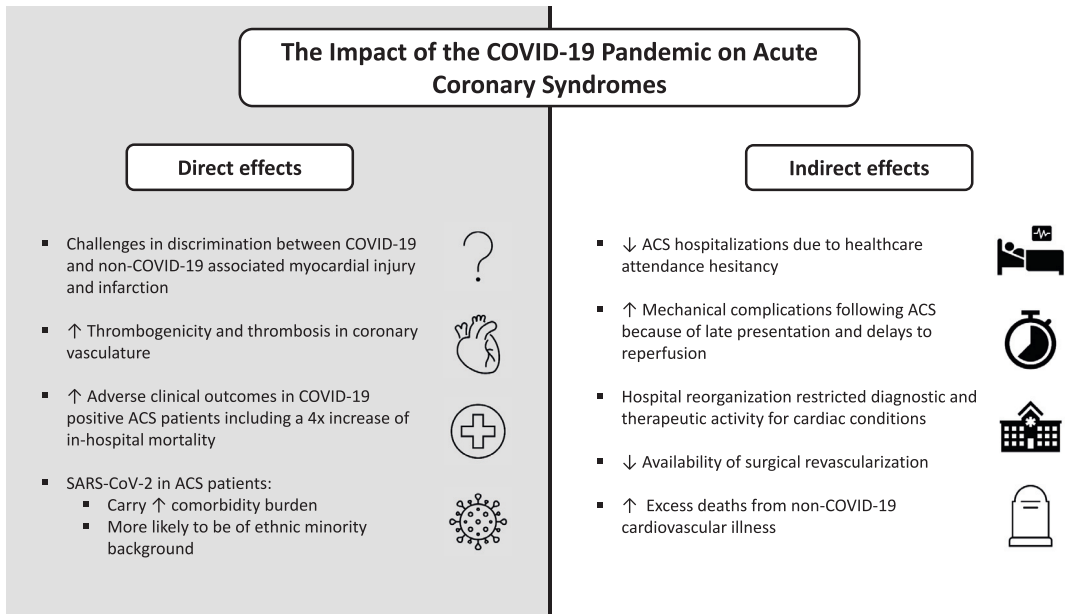 The Impact of the COVID-19 Pandemic on Acute
Coronary Syndromes
Direct effects
▪ Challenges in discrimination between COVID-19
and non-COVID-19 associated myocardial injury
and infarction
▪ ↑ Thrombogenicity and thrombosis in coronary
vasculature
▪ ↑ Adverse clinical outcomes in COVID-19
positive ACS patients including a 4x increase of
in-hospital mortality
▪ SARS-CoV-2 in ACS patients:
▪ Carry ↑ comorbidity burden
▪ More likely to be of ethnic minority
background
?
Indirect effects
▪ ↓ ACS hospitalizations due to healthcare
attendance hesitancy
▪ ↑ Mechanical complications following ACS
because of late presentation and delays to
reperfusion
▪ Hospital reorganization restricted diagnostic and
therapeutic activity for cardiac conditions
▪ ↓ Availability of surgical revascularization
▪ ↑ Excess deaths from non-COVID-19
cardiovascular illness